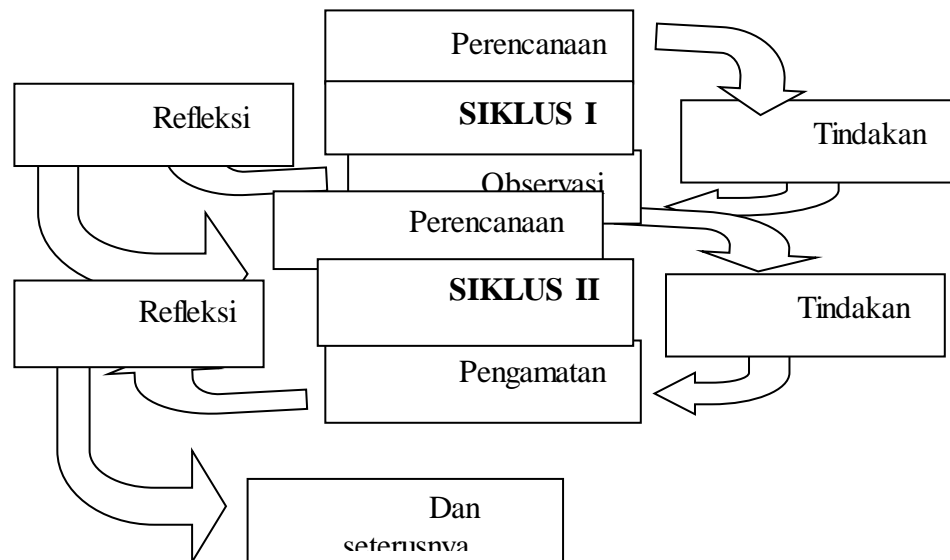 Perencanaan
Refleksi
SIKLUS I
Tindakan
Observasi
Perencanaan
Refleksi
SIKLUS II
Tindakan
Pengamatan
Dan
seterusnya